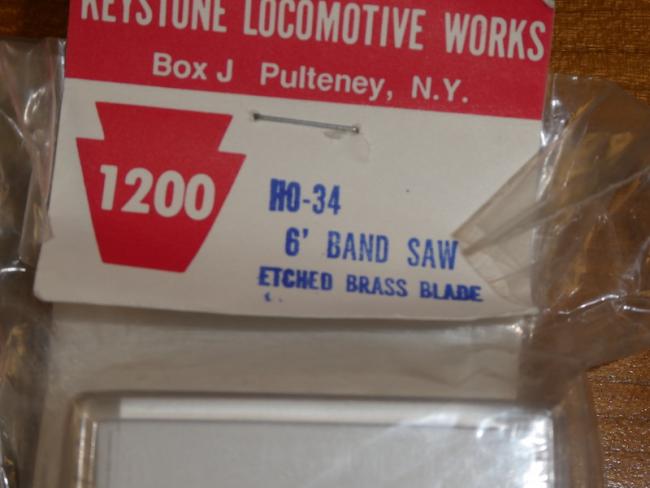 KEYSTONE LOCOMOTIVE WORKS
Box J Pulteney, N.Y.
1200
HO-34
6' BAND SAW
ETCHED BRASS BLADE